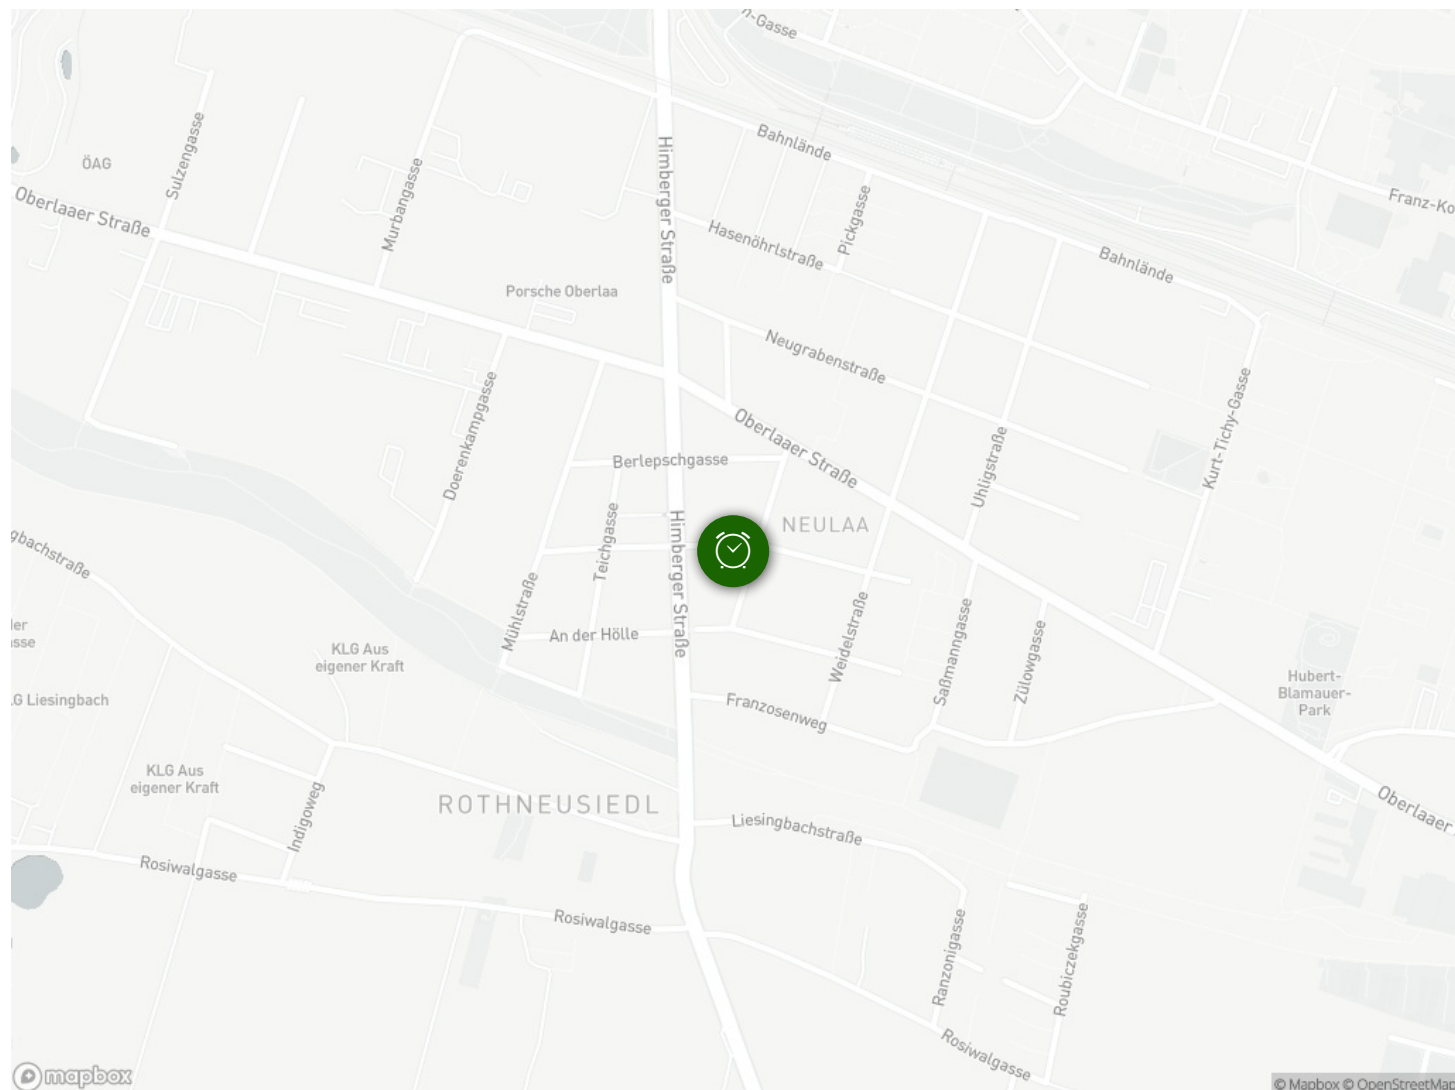 n-Gasse
Bahnlände
Himberger Straße
Sulzengasse
ÖAG
Murbangasse
Oberlaaer Straße
Franz-Ko
Pickgasse
Hasenöhrlstraße
Bahnlände
Porsche Oberlaa
Neugrabenstraße
Kurt-Tichy-Gasse
Doerenkampgasse
Oberlaaer Straße
Berlepschgasse
Uhligstraße
NEULAA
Teichgasse
Himberger Straße
gbachstraße
Mühlstraße
An der Hölle
Weidelstraße
Saßmanngasse
Zülowgasse
ler
sse
KLG Aus
eigener Kraft
LG Liesingbach
Hubert-
Blamauer-
Park
Franzosenweg
KLG Aus
eigener Kraft
Indigoweg
ROTHNEUSIEDL
Liesingbachstraße
Oberlaaer
Rosiwalgasse
Rosiwalgasse
Ranzonigasse
Roubiczekgasse
Rosiwalgasse
mapbox
© Mapbox © OpenStreetMap